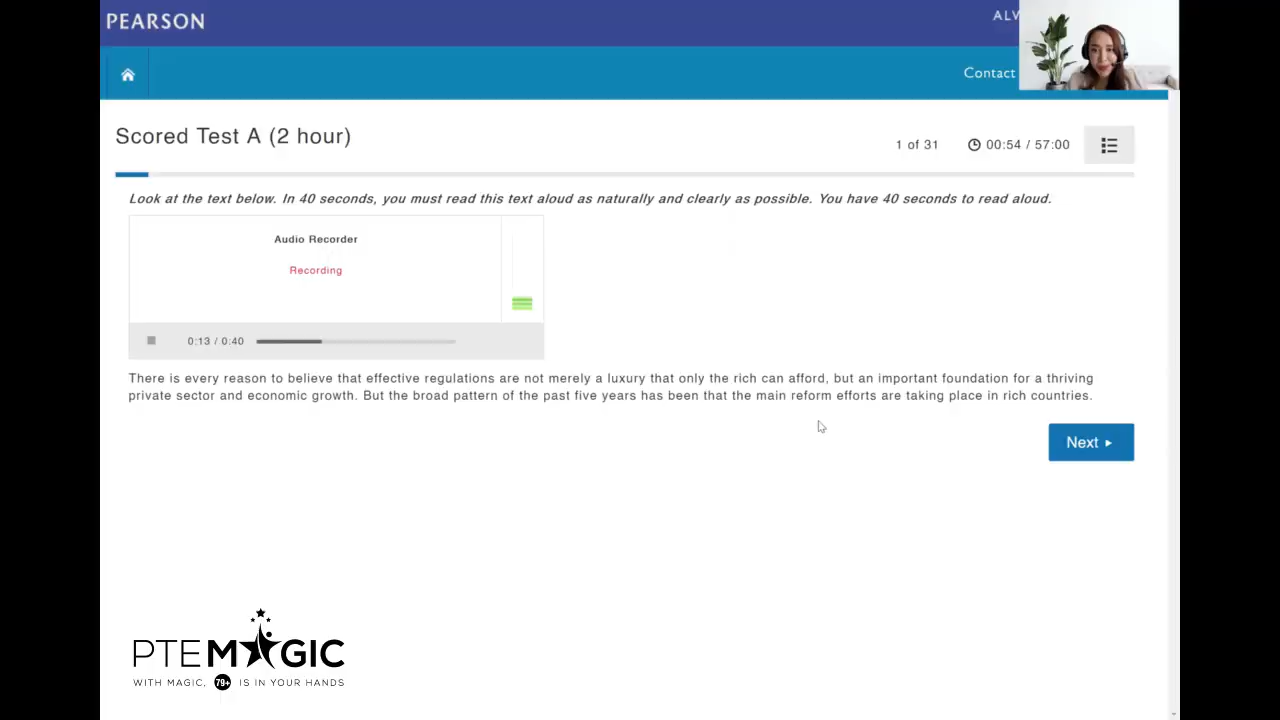 PEARSON
ALV
Contact
Scored Test A (2 hour)
1 of 31
00:54 / 57:00
Look at the text below. In 40 seconds, you must read this text aloud as naturally and clearly as possible. You have 40 seconds to read aloud.
Audio Recorder
Recording
0:13 / 0:40
There is every reason to believe that effective regulations are not merely a luxury that only the rich can afford, but an important foundation for a thriving
private sector and economic growth. But the broad pattern of the past five years has been that the main reform efforts are taking place in rich countries.
Next
PTEMAGIC
WITH MAGIC, 79+ IS IN YOUR HANDS